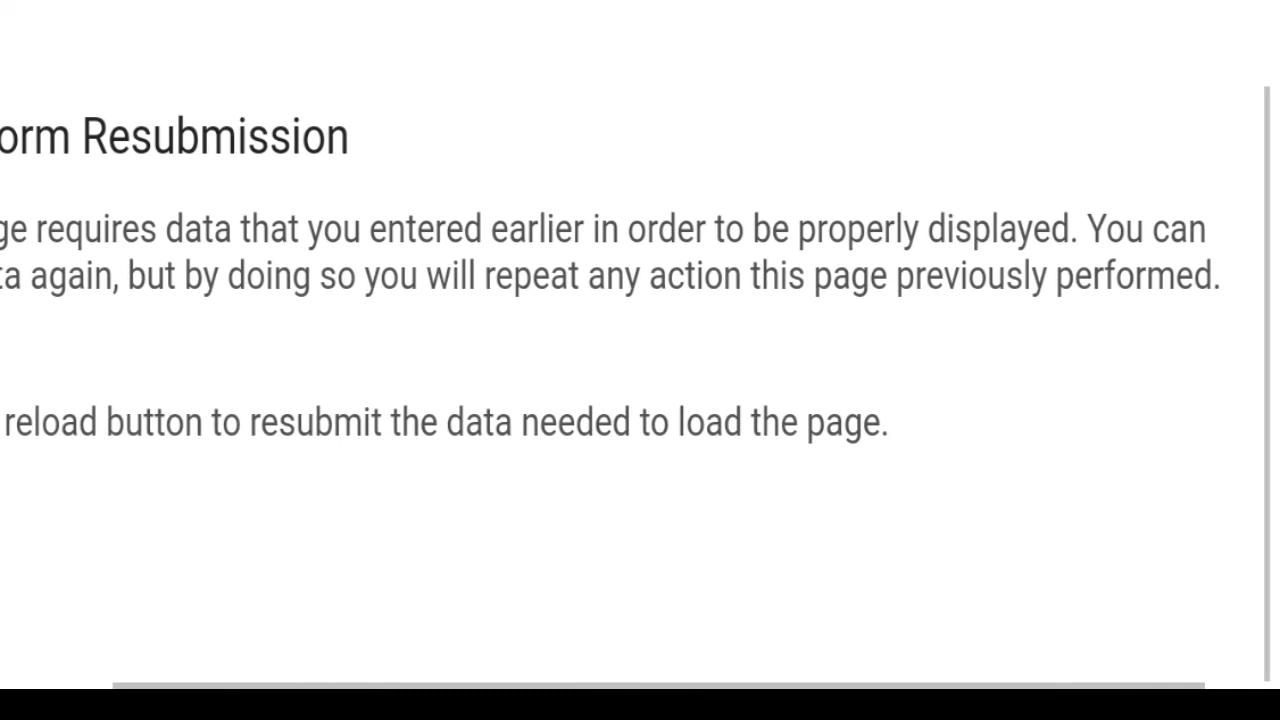 orm Resubmission
ge requires data that you entered earlier in order to be properly displayed. You can
ta again, but by doing so you will repeat any action this page previously performed.
reload button to resubmit the data needed to load the page.